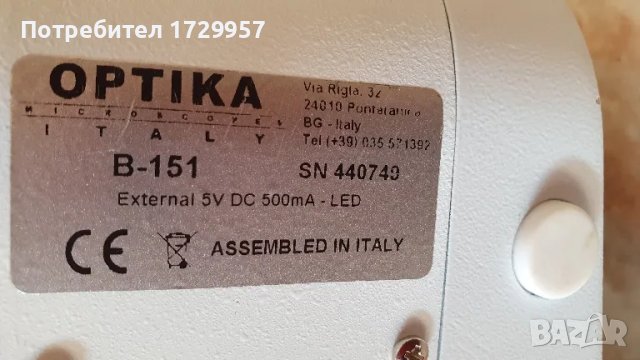 Потребител 1729957
OPTIKA
MICROSCOPES
ITALY
Via Rigla, 32
24010 Ponteranica
BG - Italy
Tel (+39) 035 571392
B-151
SN 440749
External 5V DC 500mA - LED
CE
ASSEMBLED IN ITALY
BAZAR